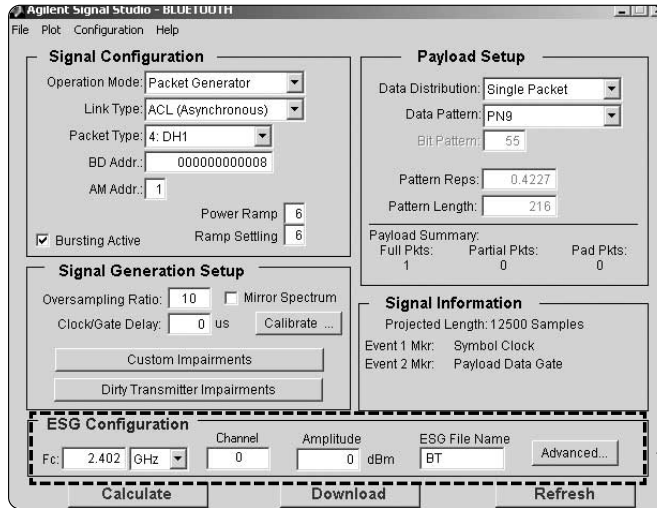 Agilent Signal Studio - BLUETOOTH
File Plot Configuration Help
Signal Configuration
Operation Mode: Packet Generator
Link Type: ACL (Asynchronous)
Packet Type: 4: DH1
BD Addr.: 000000000008
AM Addr.: 1
Power Ramp 6
Bursting Active
Ramp Settling 6
Payload Setup
Data Distribution: Single Packet
Data Pattern: PN9
Bit Pattern: 55
Pattern Reps: 0.4227
Pattern Length: 216
Payload Summary:
Full Pkts: Partial Pkts: Pad Pkts:
1 0 0
Signal Generation Setup
Oversampling Ratio: 10 Mirror Spectrum
Clock/Gate Delay: 0 us Calibrate ...
Custom Impairments
Dirty Transmitter Impairments
Signal Information
Projected Length: 12500 Samples
Event 1 Mkr: Symbol Clock
Event 2 Mkr: Payload Data Gate
ESG Configuration
Channel Amplitude ESG File Name
Fc: 2.402 GHz 0 0 dBm BT Advanced...
Calculate Download Refresh